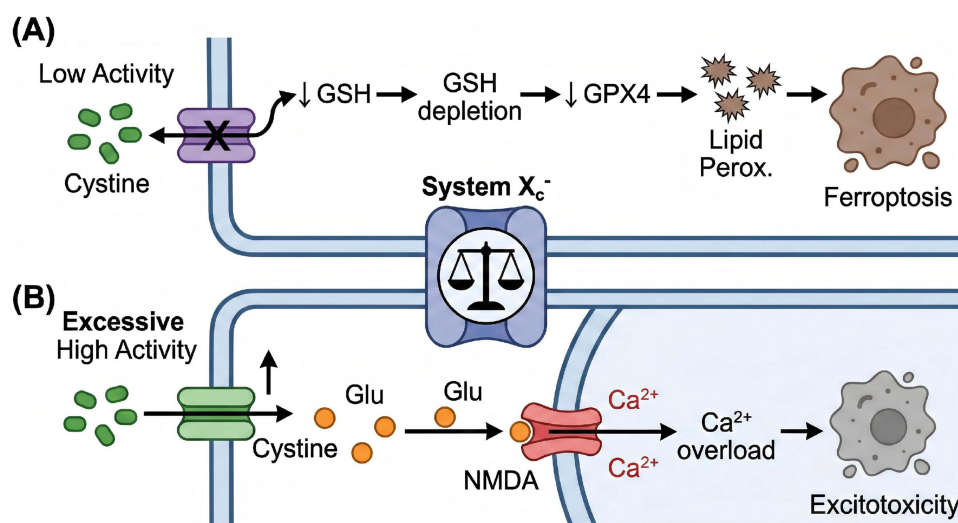 (A)
Low Activity
Cystine
↓ GSH
GSH
depletion
↓ GPX4
Lipid
Perox.
Ferroptosis
System X_c^-
(B)
Excessive
High Activity
Cystine
Glu
Glu
NMDA
Ca²⁺
Ca²⁺
Ca²⁺
overload
Excitotoxicity